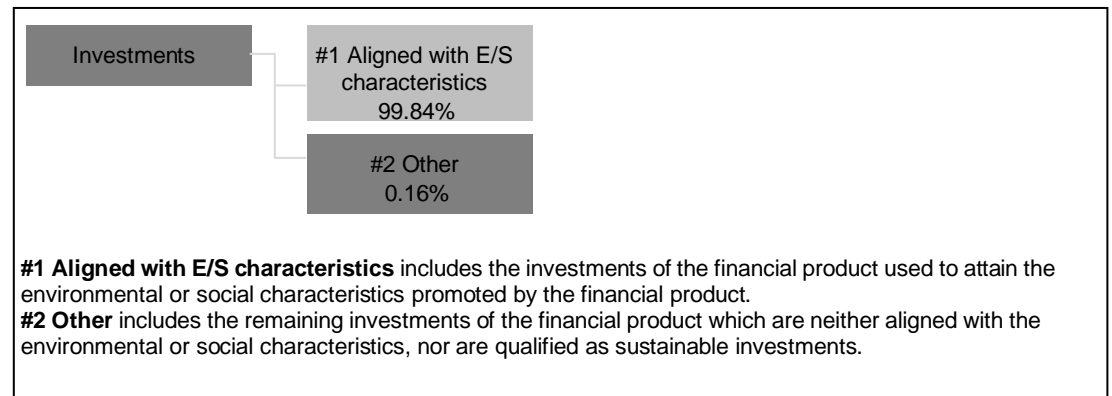 Investments
#1 Aligned with E/S
characteristics
99.84%
#2 Other
0.16%
#1 Aligned with E/S characteristics includes the investments of the financial product used to attain the
environmental or social characteristics promoted by the financial product.
#2 Other includes the remaining investments of the financial product which are neither aligned with the
environmental or social characteristics, nor are qualified as sustainable investments.